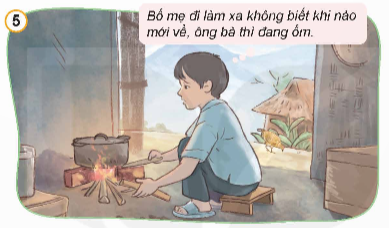 5
Bố mẹ đi làm xa không biết khi nào
mới về, ông bà thì đang ốm.